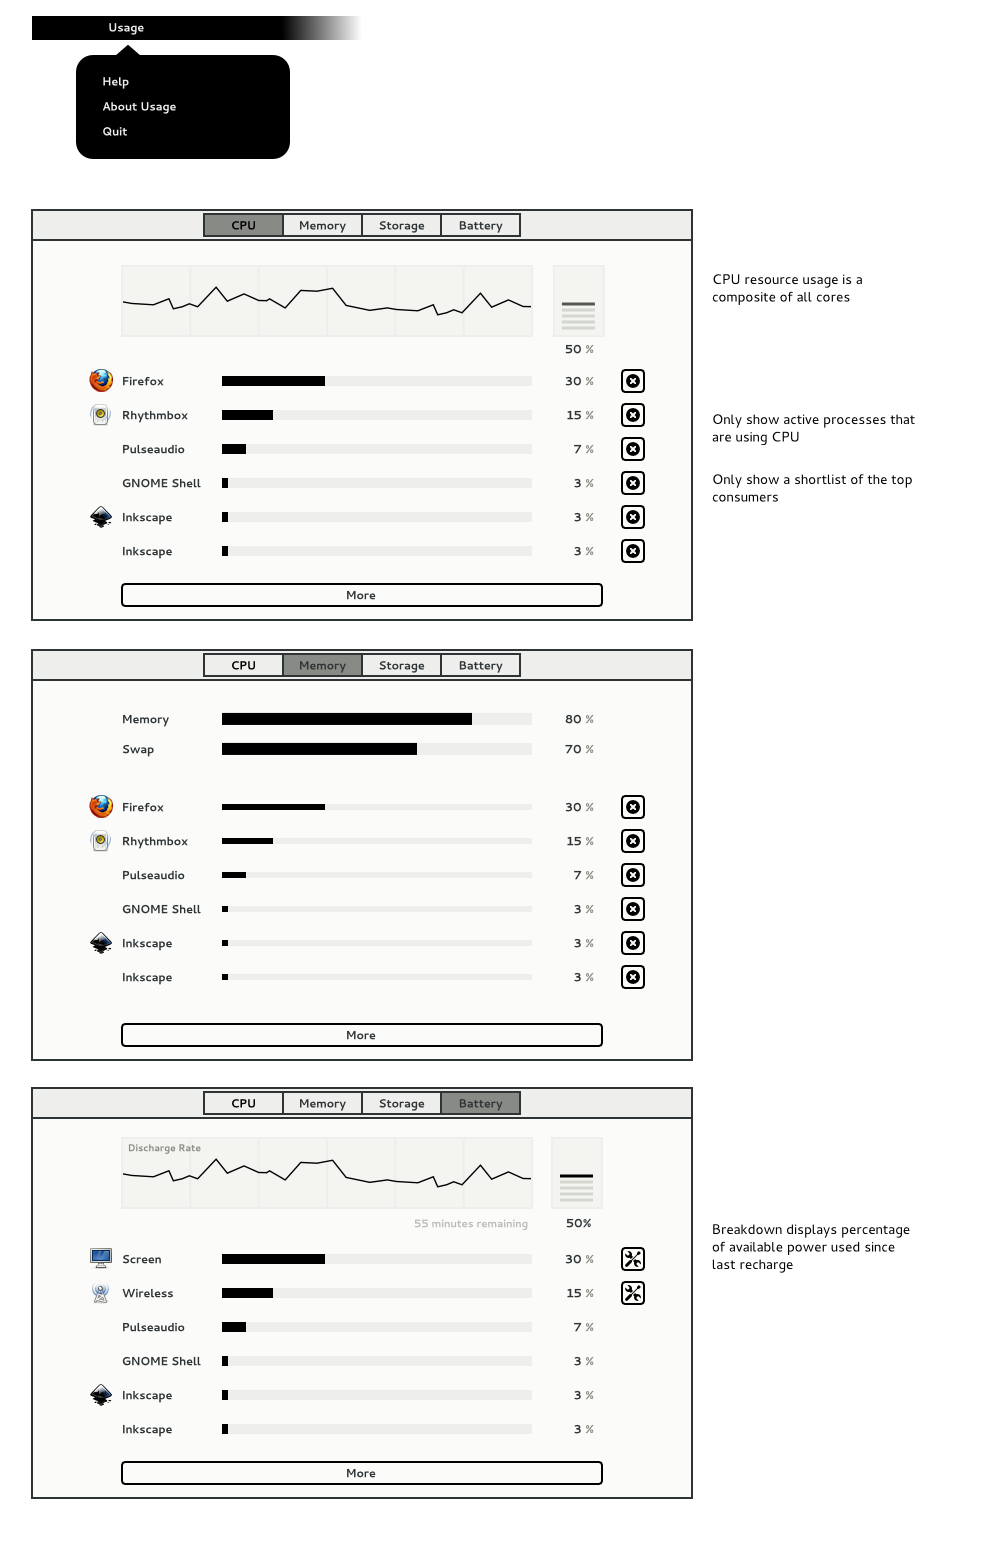 Usage
Help
About Usage
Quit
CPU Memory Storage Battery
CPU resource usage is a
composite of all cores
50 %
Firefox 30 %
Rhythmbox 15 %
Only show active processes that
are using CPU
Pulseaudio 7 %
GNOME Shell 3 %
Only show a shortlist of the top
consumers
Inkscape 3 %
Inkscape 3 %
More
CPU Memory Storage Battery
Memory 80 %
Swap 70 %
Firefox 30 %
Rhythmbox 15 %
Pulseaudio 7 %
GNOME Shell 3 %
Inkscape 3 %
Inkscape 3 %
More
CPU Memory Storage Battery
Discharge Rate
55 minutes remaining 50%
Breakdown displays percentage
of available power used since
last recharge
Screen 30 %
Wireless 15 %
Pulseaudio 7 %
GNOME Shell 3 %
Inkscape 3 %
Inkscape 3 %
More